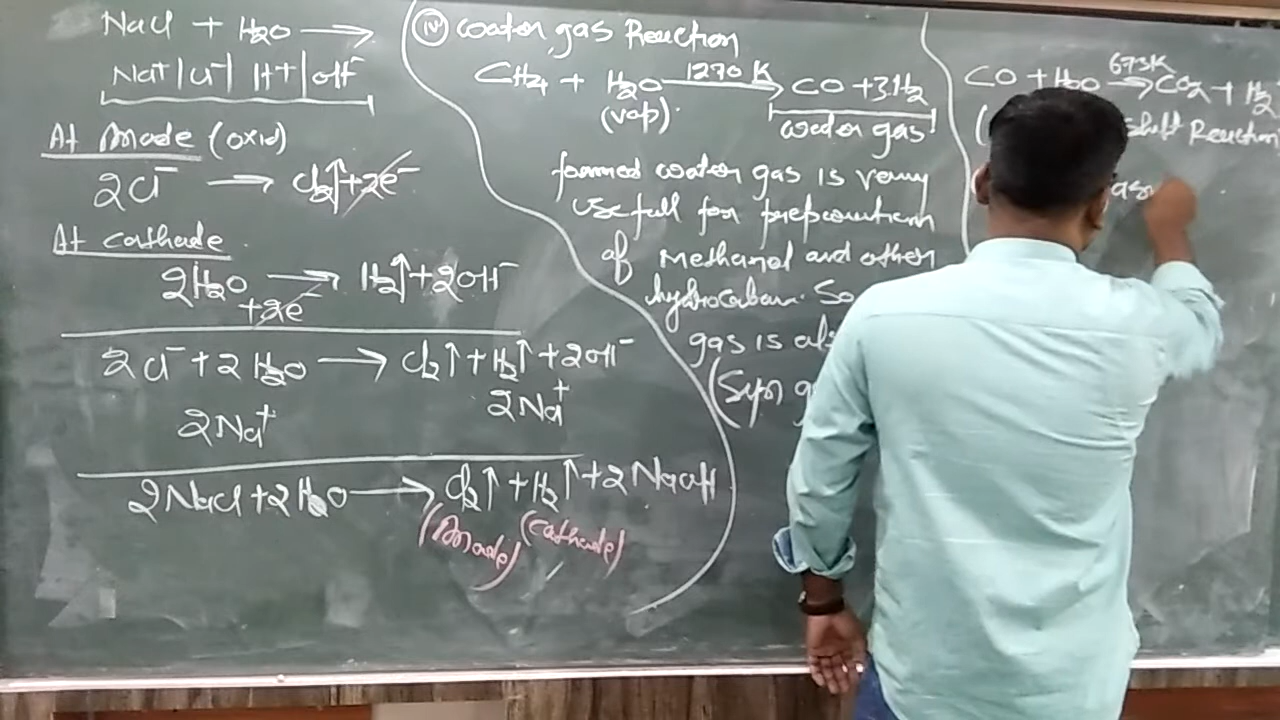 NaCl + H₂O ⟶
Na⁺|Cl⁻| H⁺|OH⁻
At Anode (oxid)
2Cl⁻ ⟶ Cl₂↑+2e⁻
At cathode
2H₂O ⟶ H₂↑+2OH⁻
+2e⁻
2Cl⁻+2H₂O ⟶ Cl₂↑+H₂↑+2OH⁻
2Na⁺ 2Na⁺
2NaCl+2H₂O ⟶ Cl₂↑+H₂↑+2NaOH
(Anode) (cathode)
(iv) water gas Reaction
CH₄ + H₂O 1270 K ⟶ CO+3H₂
(vap) water gas
formed water gas is very
usefull for preparation
of methanol and other
hydrocarban. So
gas is
(Syn
CO + H₂O 673K ⟶ CO₂ + H₂
shift Reaction